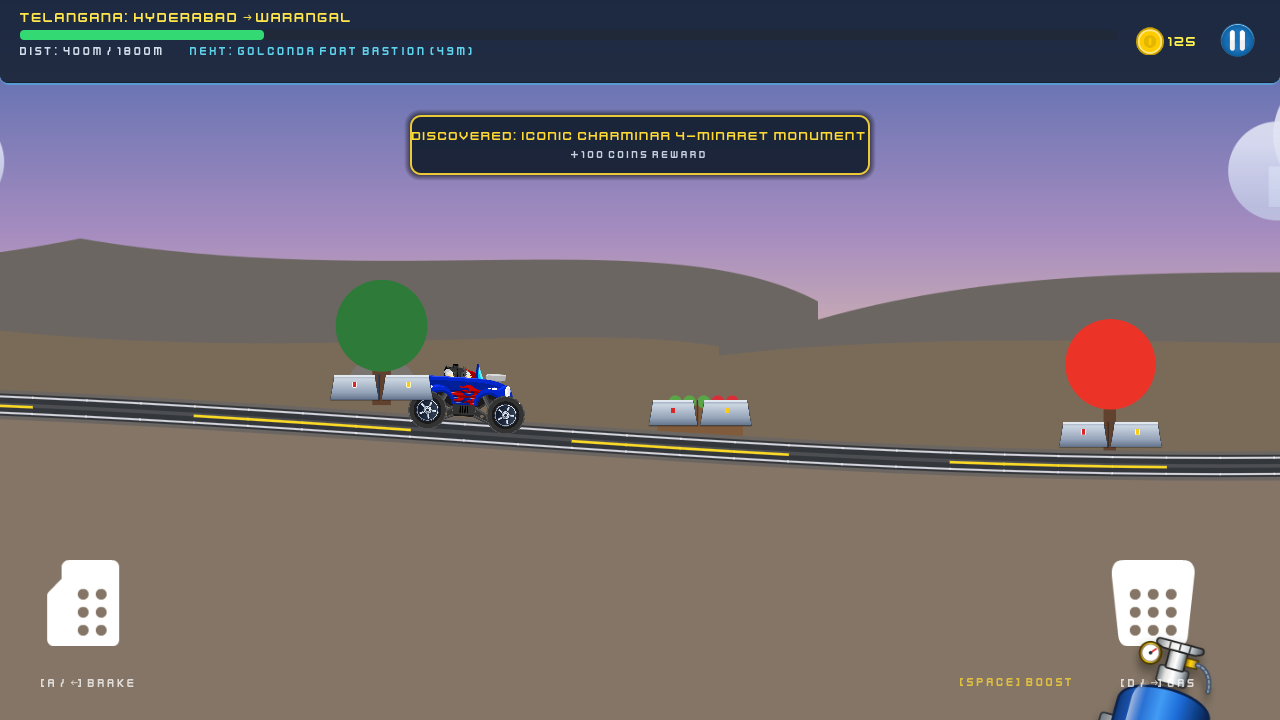 TELANGANA: HYDERABAD → WARANGAL
DIST: 400M / 1800M NEXT: GOLCONDA FORT BASTION (49M)
125
DISCOVERED: ICONIC CHARMINAR 4-MINARET MONUMENT
+100 COINS REWARD
[A / ←] BRAKE
[SPACE] BOOST
[D / →] GAS